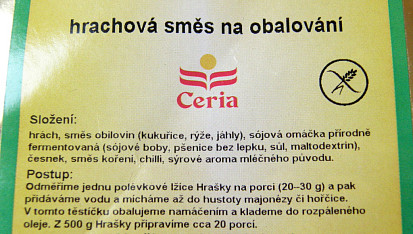 hrachová směs na obalování
Ceria
Složení:
hrách, směs obilovin (kukuřice, rýže, jáhly), sójová omáčka přírodně
fermentovaná (sójové boby, pšenice bez lepku, sůl, maltodextrin),
česnek, směs koření, chilli, sýrové aroma mléčného původu.
Postup:
Odměříme jednu polévkové lžíce Hrašky na porci (20–30 g) a pak
přidáváme vodu a mícháme až do hustoty majonézy či hořčice.
V tomto těstíčku obalujeme namáčením a klademe do rozpáleného
oleje. Z 500 g Hrašky připravíme cca 20 porcí.